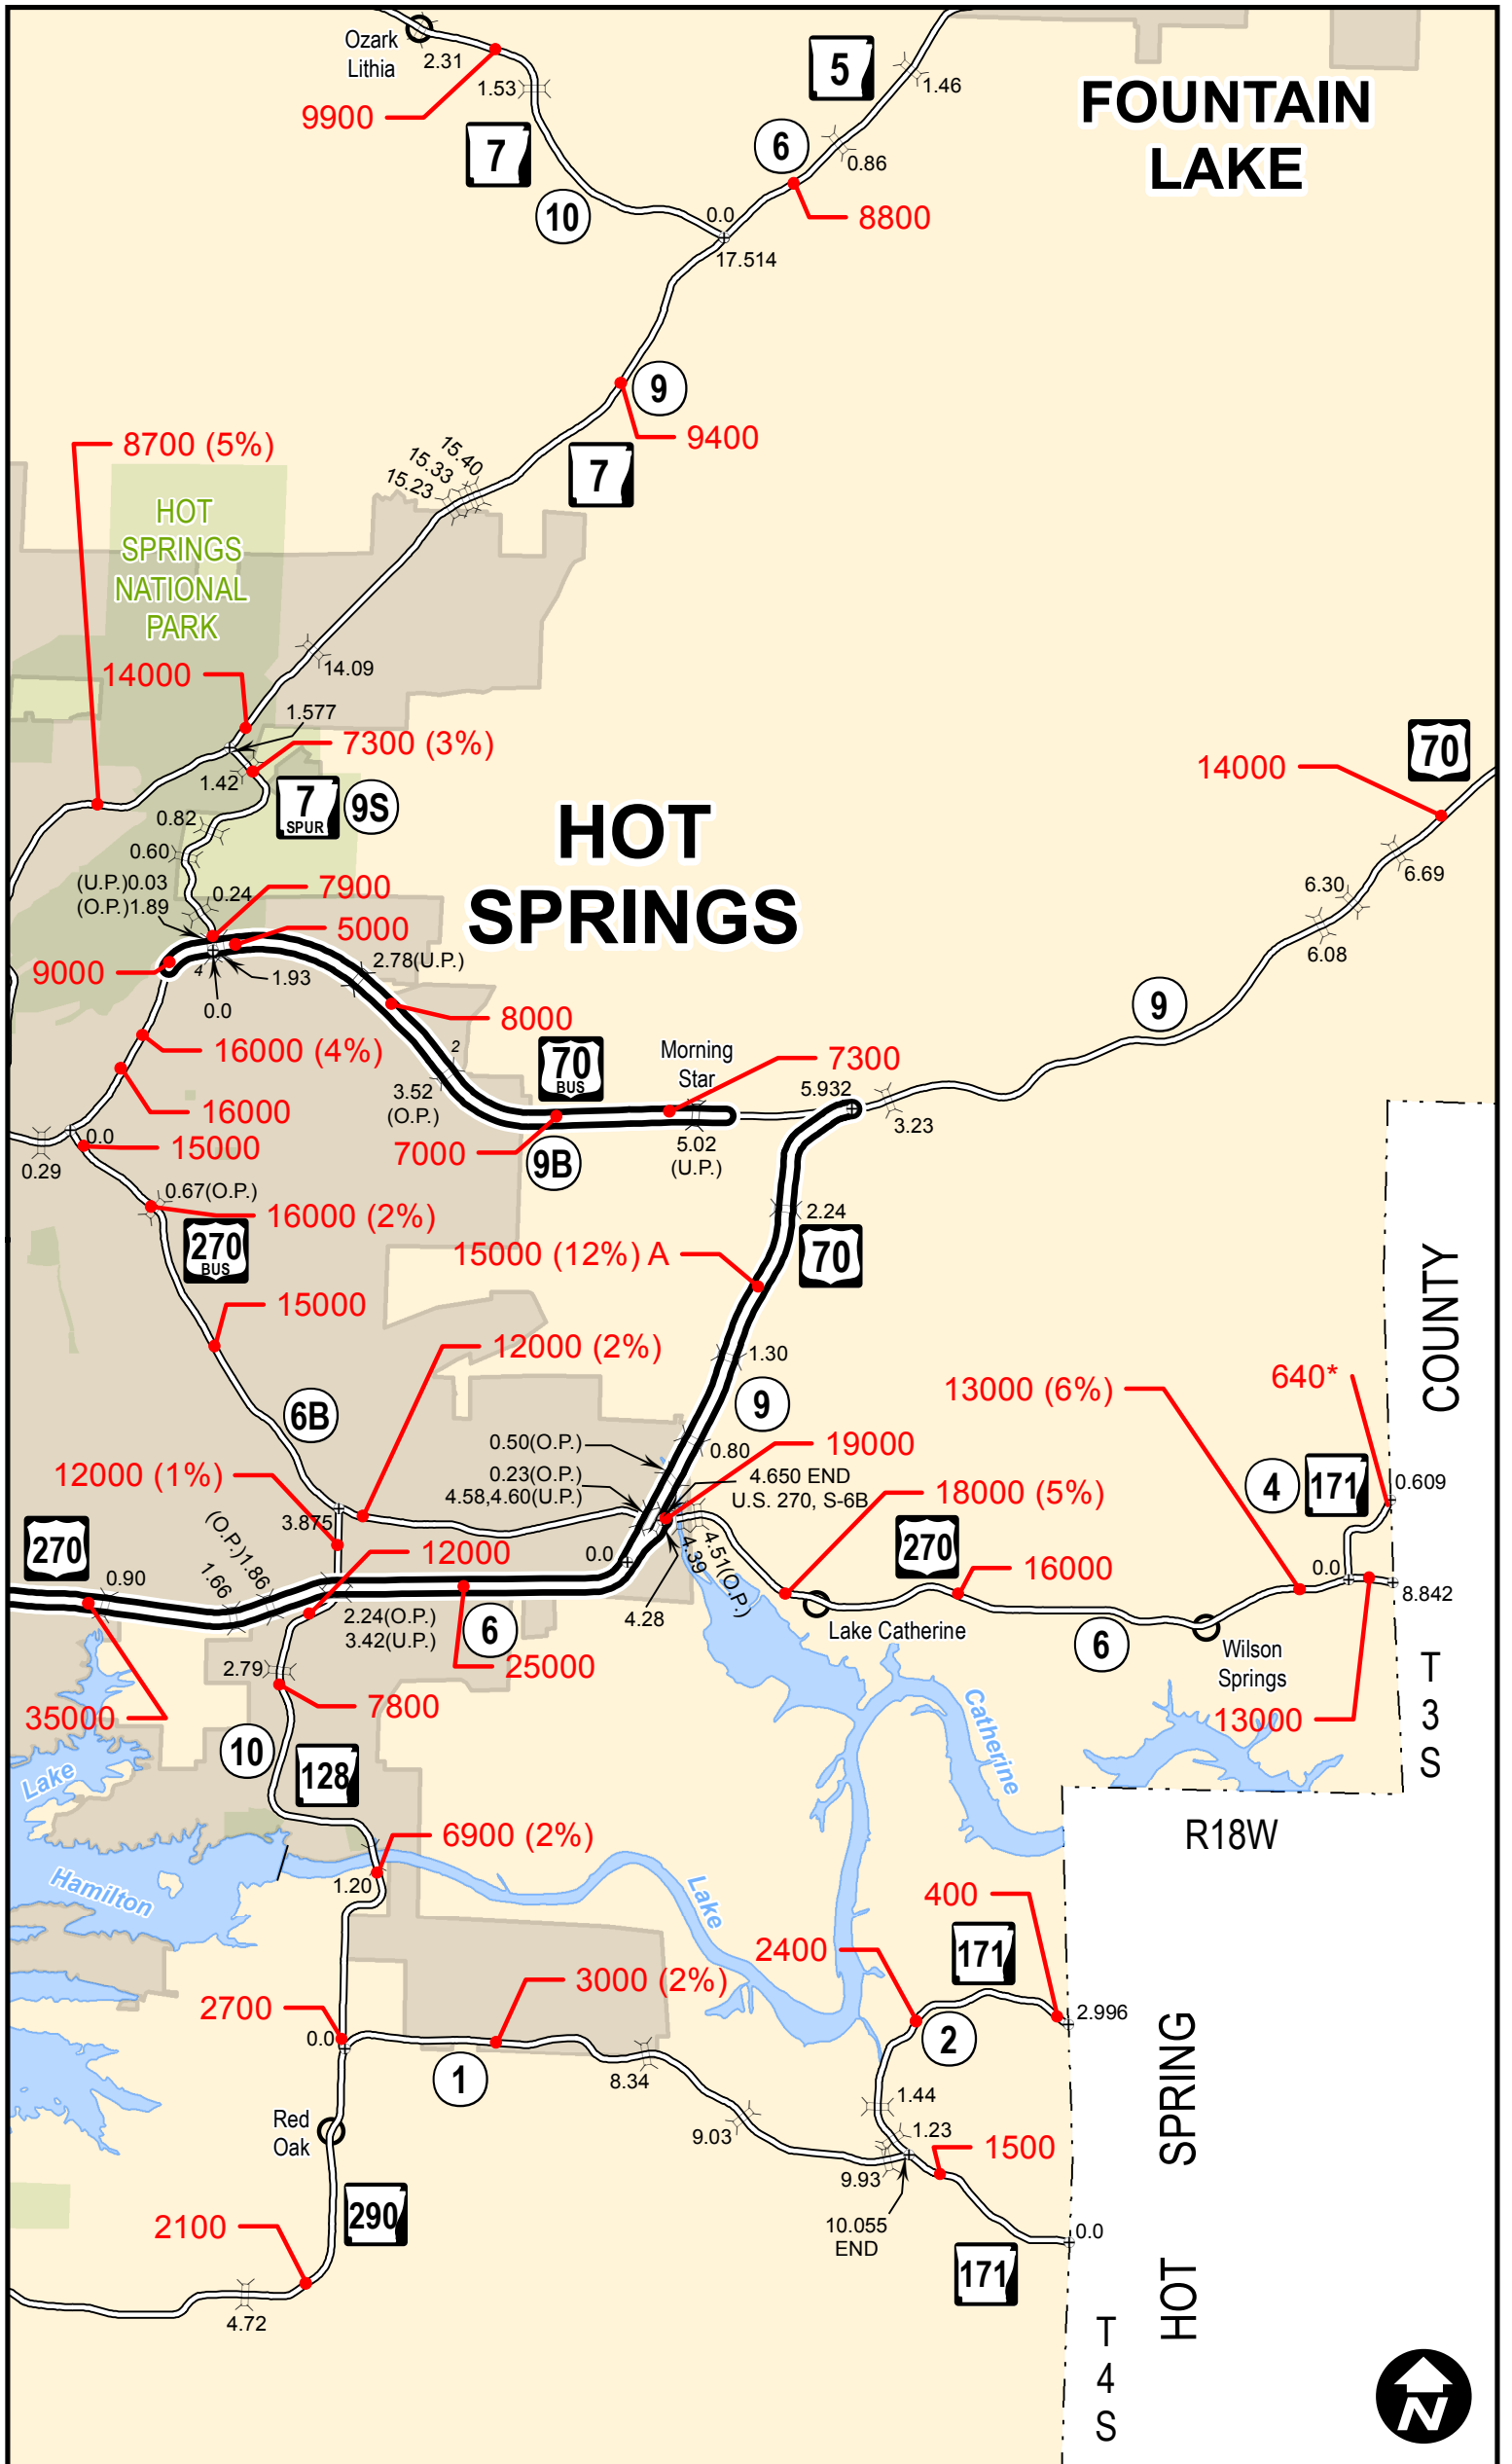 Ozark
Lithia
2.31
9900
1.53
7
10
5
1.46
6
0.86
8800
0.0
17.514
FOUNTAIN
LAKE
9
9400
7
15.40
15.33
15.23
8700 (5%)
HOT
SPRINGS
NATIONAL
PARK
14.09
14000
1.577
7300 (3%)
1.42
7
SPUR
9S
0.82
0.60
(U.P.)0.03
(O.P.)1.89
0.24
7900
5000
HOT
SPRINGS
14000
70
6.69
6.30
6.08
9
9000
4
1.93
0.0
2.78(U.P.)
8000
16000 (4%)
16000
2
3.52
(O.P.)
70
BUS
Morning
Star
7300
5.932
3.23
7000
9B
5.02
(U.P.)
0.0
15000
0.29
0.67(O.P.)
16000 (2%)
270
BUS
2.24
70
15000 (12%) A
15000
1.30
12000 (2%)
9
6B
0.50(O.P.)
0.80
19000
0.23(O.P.)
4.58,4.60(U.P.)
4.650 END
U.S. 270, S-6B
12000 (1%)
3.875
18000 (5%)
13000 (6%)
640*
4
171
0.609
COUNTY
270
0.90
(O.P.)1.86
1.66
12000
0.0
4.39
4.51(O.P.)
270
16000
0.0
8.842
2.24(O.P.)
3.42(U.P.)
6
4.28
Lake Catherine
6
Wilson
Springs
25000
2.79
7800
35000
13000
T
3
S
10
128
Lake
Catherine
6900 (2%)
R18W
Hamilton
1.20
Lake
400
171
2400
3000 (2%)
2700
0.0
2.996
2
1
8.34
1.44
1.23
Red
Oak
9.03
1500
9.93
SPRING
290
2100
10.055
END
0.0
171
HOT
4.72
T
4
S
N